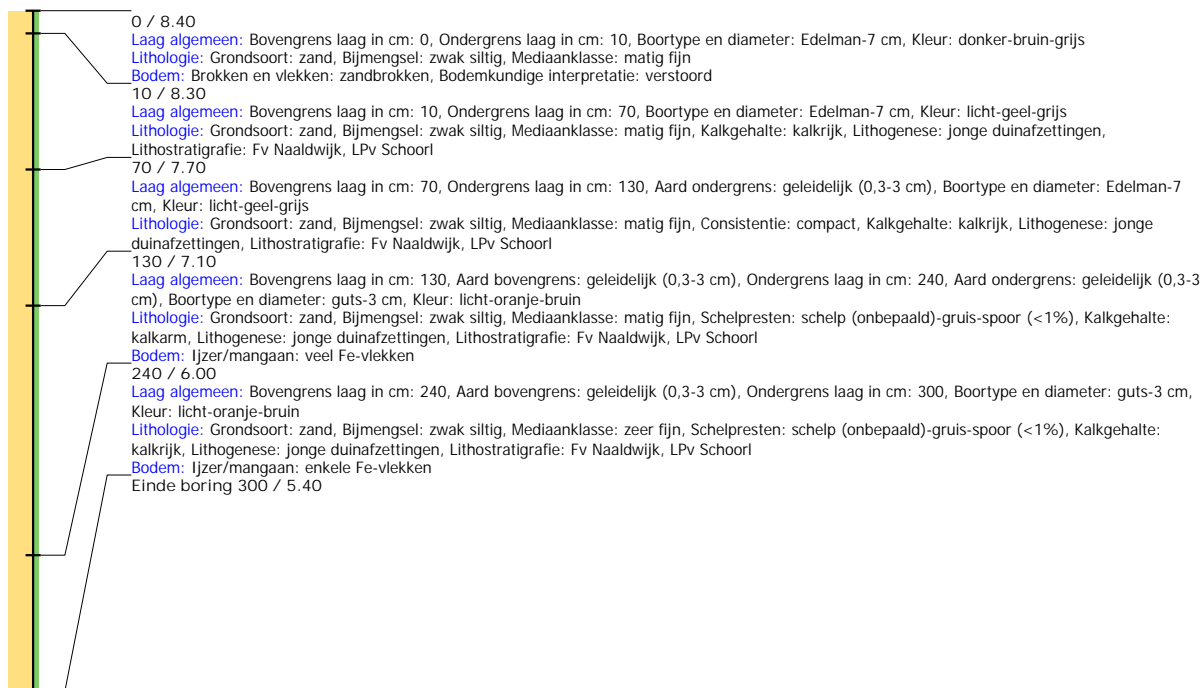 0 / 8.40
Laag algemeen: Bovengrens laag in cm: 0, Ondergrens laag in cm: 10, Boortype en diameter: Edelman-7 cm, Kleur: donker-bruin-grijs
Lithologie: Grondsoort: zand, Bijmengsel: zwak siltig, Mediaanklasse: matig fijn
Bodem: Brokken en vlekken: zandbrokken, Bodemkundige interpretatie: verstoord
10 / 8.30
Laag algemeen: Bovengrens laag in cm: 10, Ondergrens laag in cm: 70, Boortype en diameter: Edelman-7 cm, Kleur: licht-geel-grijs
Lithologie: Grondsoort: zand, Bijmengsel: zwak siltig, Mediaanklasse: matig fijn, Kalkgehalte: kalkrijk, Lithogenese: jonge duinafzettingen,
Lithostratigrafie: Fv Naaldwijk, LPv Schoorl
70 / 7.70
Laag algemeen: Bovengrens laag in cm: 70, Ondergrens laag in cm: 130, Aard ondergrens: geleidelijk (0,3-3 cm), Boortype en diameter: Edelman-7
cm, Kleur: licht-geel-grijs
Lithologie: Grondsoort: zand, Bijmengsel: zwak siltig, Mediaanklasse: matig fijn, Consistentie: compact, Kalkgehalte: kalkrijk, Lithogenese: jonge
duinafzettingen, Lithostratigrafie: Fv Naaldwijk, LPv Schoorl
130 / 7.10
Laag algemeen: Bovengrens laag in cm: 130, Aard bovengrens: geleidelijk (0,3-3 cm), Ondergrens laag in cm: 240, Aard ondergrens: geleidelijk (0,3-3
cm), Boortype en diameter: guts-3 cm, Kleur: licht-oranje-bruin
Lithologie: Grondsoort: zand, Bijmengsel: zwak siltig, Mediaanklasse: matig fijn, Schelpresten: schelp (onbepaald)-gruis-spoor (<1%), Kalkgehalte:
kalkarm, Lithogenese: jonge duinafzettingen, Lithostratigrafie: Fv Naaldwijk, LPv Schoorl
Bodem: Ijzer/mangaan: veel Fe-vlekken
240 / 6.00
Laag algemeen: Bovengrens laag in cm: 240, Aard bovengrens: geleidelijk (0,3-3 cm), Ondergrens laag in cm: 300, Boortype en diameter: guts-3 cm,
Kleur: licht-oranje-bruin
Lithologie: Grondsoort: zand, Bijmengsel: zwak siltig, Mediaanklasse: zeer fijn, Schelpresten: schelp (onbepaald)-gruis-spoor (<1%), Kalkgehalte:
kalkrijk, Lithogenese: jonge duinafzettingen, Lithostratigrafie: Fv Naaldwijk, LPv Schoorl
Bodem: Ijzer/mangaan: enkele Fe-vlekken
Einde boring 300 / 5.40